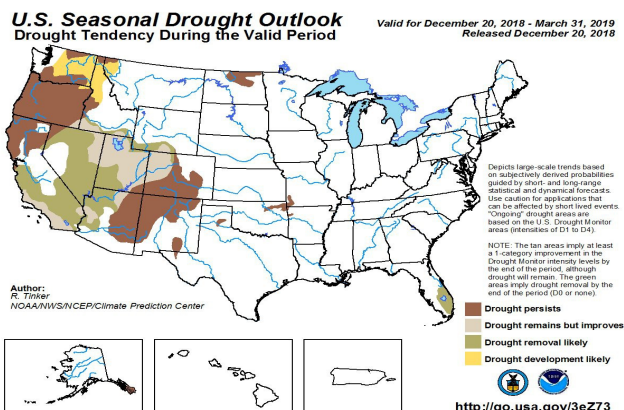 U.S. Seasonal Drought Outlook
Drought Tendency During the Valid Period
Valid for December 20, 2018 - March 31, 2019
Released December 20, 2018
Depicts large-scale trends based
on subjectively derived probabilities
guided by short- and long-range
statistical and dynamical forecasts.
Use caution for applications that
can be affected by short lived events.
"Ongoing" drought areas are
based on the U.S. Drought Monitor
areas (intensities of D1 to D4).
NOTE: The tan areas imply at least
a 1-category improvement in the
Drought Monitor intensity levels by
the end of the period, although
drought will remain. The green
areas imply drought removal by the
end of the period (D0 or none).
Author:
R. Tinker
NOAA/NWS/NCEP/Climate Prediction Center
Drought persists
Drought remains but improves
Drought removal likely
Drought development likely
http://go.usa.gov/3eZ73